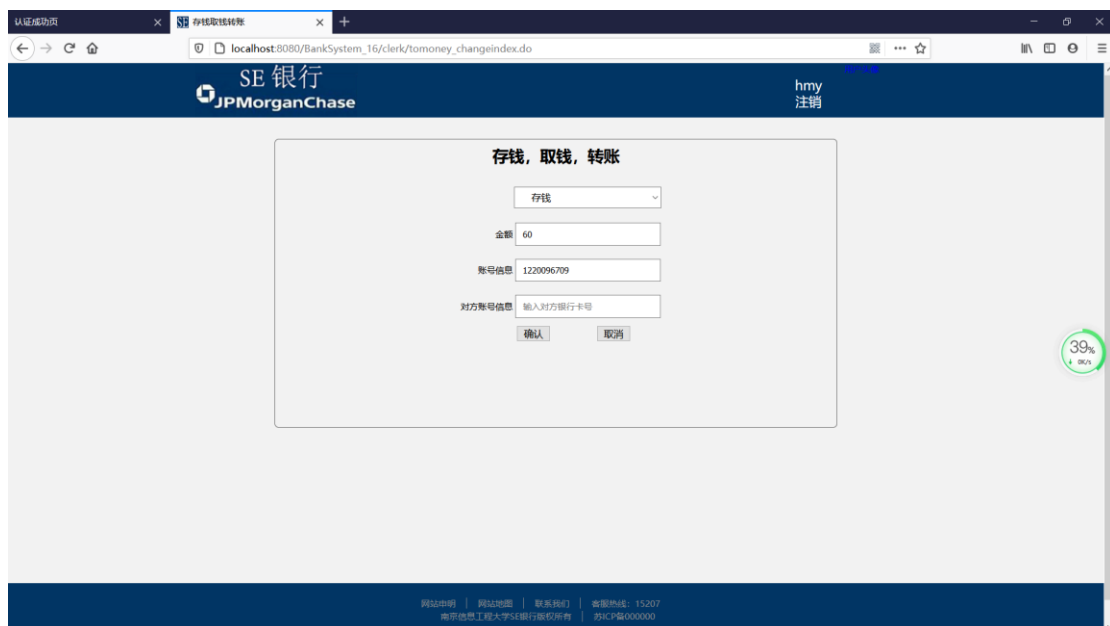 认证成功页
SE 存钱取钱转账
localhost:8080/BankSystem_16/clerk/tomoney_changeindex.do
SE 银行
JPMorganChase
hmy
注销
存钱，取钱，转账
存钱
金额 60
账号信息 1220096709
对方账号信息 输入对方银行卡号
确认 取消
39%
0K/s
网站申明 | 网站地图 | 联系我们 | 客服热线：15207
南京信息工程大学SE银行版权所有 | 苏ICP备000000